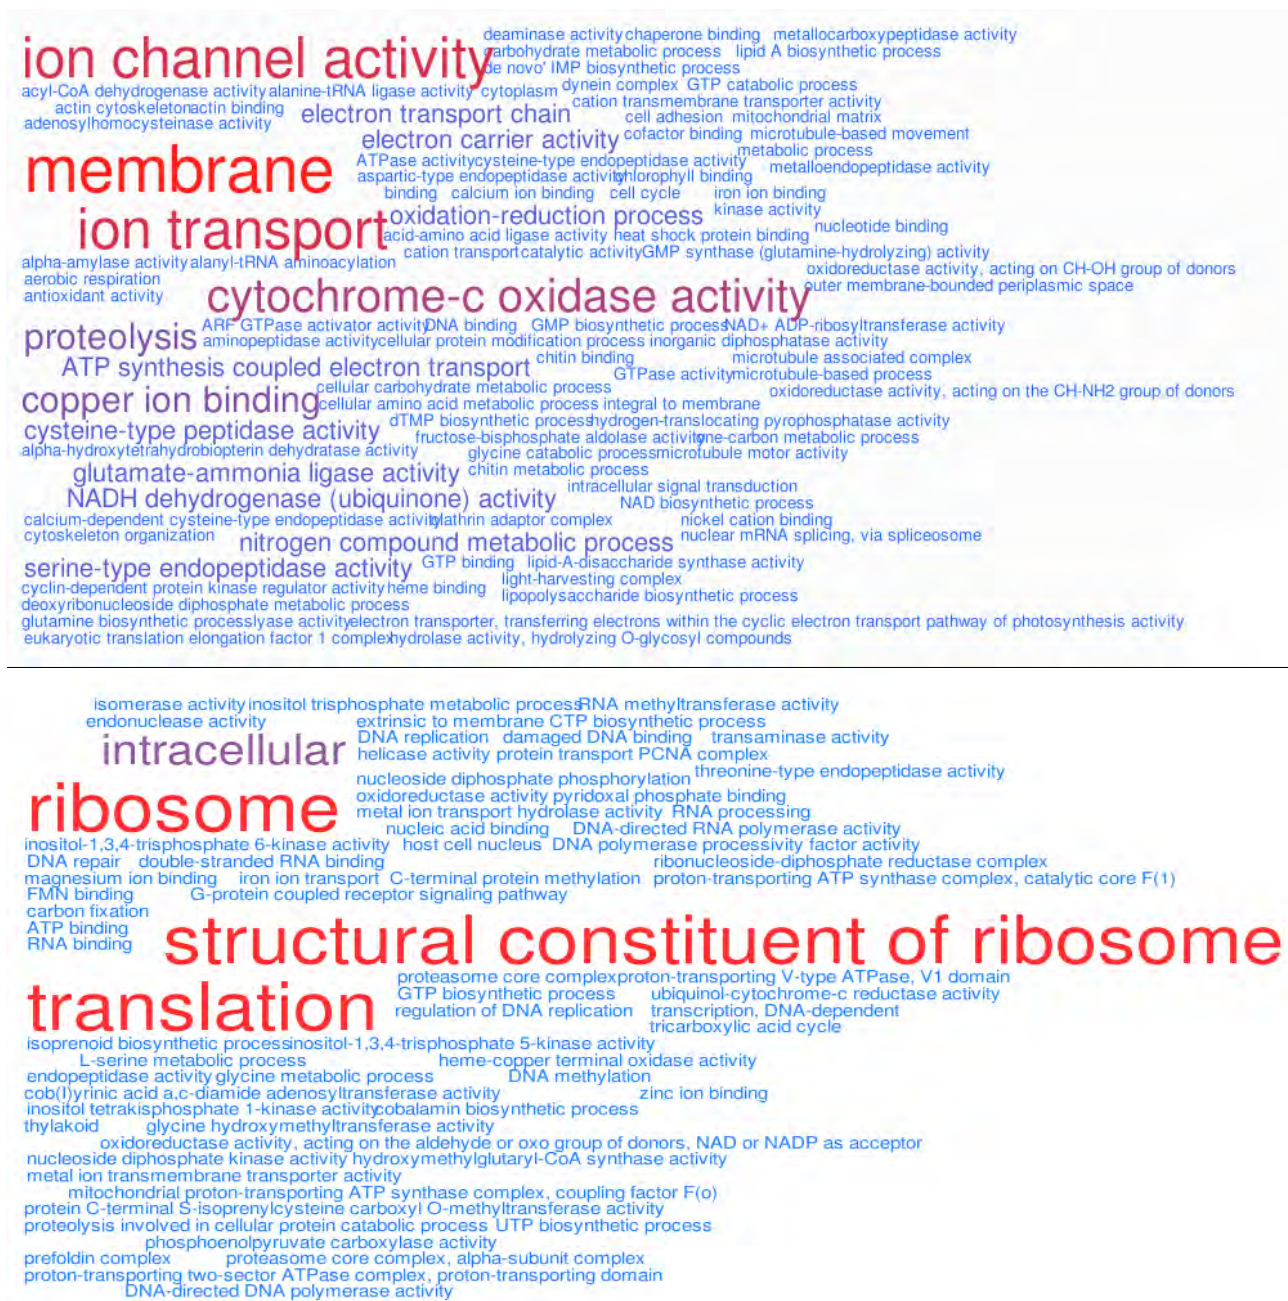 deaminase activity chaperone binding metallocarboxypeptidase activity
ion channel activity carbohydrate metabolic process lipid A biosynthetic process
de novo' IMP biosynthetic process
acyl-CoA dehydrogenase activity alanine-tRNA ligase activity cytoplasm dynein complex GTP catabolic process
actin cytoskeleton actin binding electron transport chain cation transmembrane transporter activity
adenosylhomocysteinase activity cell adhesion mitochondrial matrix
electron carrier activity cofactor binding microtubule-based movement
metabolic process
membrane ATPase activity cysteine-type endopeptidase activity metalloendopeptidase activity
aspartic-type endopeptidase activity chlorophyll binding
binding calcium ion binding cell cycle iron ion binding
ion transport oxidation-reduction process kinase activity
nucleotide binding
acid-amino acid ligase activity heat shock protein binding
cation transport catalytic activity GMP synthase (glutamine-hydrolyzing) activity
alpha-amylase activity alanyl-tRNA aminoacylation
oxidoreductase activity, acting on CH-OH group of donors
aerobic respiration
outer membrane-bounded periplasmic space
antioxidant activity cytochrome-c oxidase activity
proteolysis ARF GTPase activator activity DNA binding GMP biosynthetic process NAD+ ADP-ribosyltransferase activity
aminopeptidase activity cellular protein modification process inorganic diphosphatase activity
ATP synthesis coupled electron transport chitin binding microtubule associated complex
GTPase activity microtubule-based process
copper ion binding cellular carbohydrate metabolic process oxidoreductase activity, acting on the CH-NH2 group of donors
cellular amino acid metabolic process integral to membrane
cysteine-type peptidase activity dTMP biosynthetic process hydrogen-translocating pyrophosphatase activity
fructose-bisphosphate aldolase activity one-carbon metabolic process
alpha-hydroxytetrahydrobiopterin dehydratase activity glycine catabolic process microtubule motor activity
glutamate-ammonia ligase activity chitin metabolic process
intracellular signal transduction
NADH dehydrogenase (ubiquinone) activity NAD biosynthetic process
calcium-dependent cysteine-type endopeptidase activity clathrin adaptor complex nickel cation binding
cytoskeleton organization nitrogen compound metabolic process nuclear mRNA splicing, via spliceosome
serine-type endopeptidase activity GTP binding lipid-A-disaccharide synthase activity
light-harvesting complex
cyclin-dependent protein kinase regulator activity heme binding lipopolysaccharide biosynthetic process
deoxyribonucleoside diphosphate metabolic process
glutamine biosynthetic process lyase activity electron transporter, transferring electrons within the cyclic electron transport pathway of photosynthesis activity
eukaryotic translation elongation factor 1 complex hydrolase activity, hydrolyzing O-glycosyl compounds
isomerase activity inositol trisphosphate metabolic process RNA methyltransferase activity
endonuclease activity extrinsic to membrane CTP biosynthetic process
intracellular DNA replication damaged DNA binding transaminase activity
helicase activity protein transport PCNA complex
nucleoside diphosphate phosphorylation threonine-type endopeptidase activity
ribosome oxidoreductase activity pyridoxal phosphate binding
metal ion transport hydrolase activity RNA processing
nucleic acid binding DNA-directed RNA polymerase activity
inositol-1,3,4-trisphosphate 6-kinase activity host cell nucleus DNA polymerase processivity factor activity
DNA repair double-stranded RNA binding ribonucleoside-diphosphate reductase complex
magnesium ion binding iron ion transport C-terminal protein methylation proton-transporting ATP synthase complex, catalytic core F(1)
FMN binding G-protein coupled receptor signaling pathway
carbon fixation
ATP binding
RNA binding structural constituent of ribosome
translation proteasome core complex proton-transporting V-type ATPase, V1 domain
GTP biosynthetic process ubiquinol-cytochrome-c reductase activity
regulation of DNA replication transcription, DNA-dependent
tricarboxylic acid cycle
isoprenoid biosynthetic process inositol-1,3,4-trisphosphate 5-kinase activity
L-serine metabolic process heme-copper terminal oxidase activity
endopeptidase activity glycine metabolic process DNA methylation
cob(I)yrinic acid a,c-diamide adenosyltransferase activity zinc ion binding
inositol tetrakisphosphate 1-kinase activity cobalamin biosynthetic process
thylakoid glycine hydroxymethyltransferase activity
oxidoreductase activity, acting on the aldehyde or oxo group of donors, NAD or NADP as acceptor
nucleoside diphosphate kinase activity hydroxymethylglutaryl-CoA synthase activity
metal ion transmembrane transporter activity
mitochondrial proton-transporting ATP synthase complex, coupling factor F(o)
protein C-terminal S-isoprenylcysteine carboxyl O-methyltransferase activity
proteolysis involved in cellular protein catabolic process UTP biosynthetic process
phosphoenolpyruvate carboxylase activity
prefoldin complex proteasome core complex, alpha-subunit complex
proton-transporting two-sector ATPase complex, proton-transporting domain
DNA-directed DNA polymerase activity